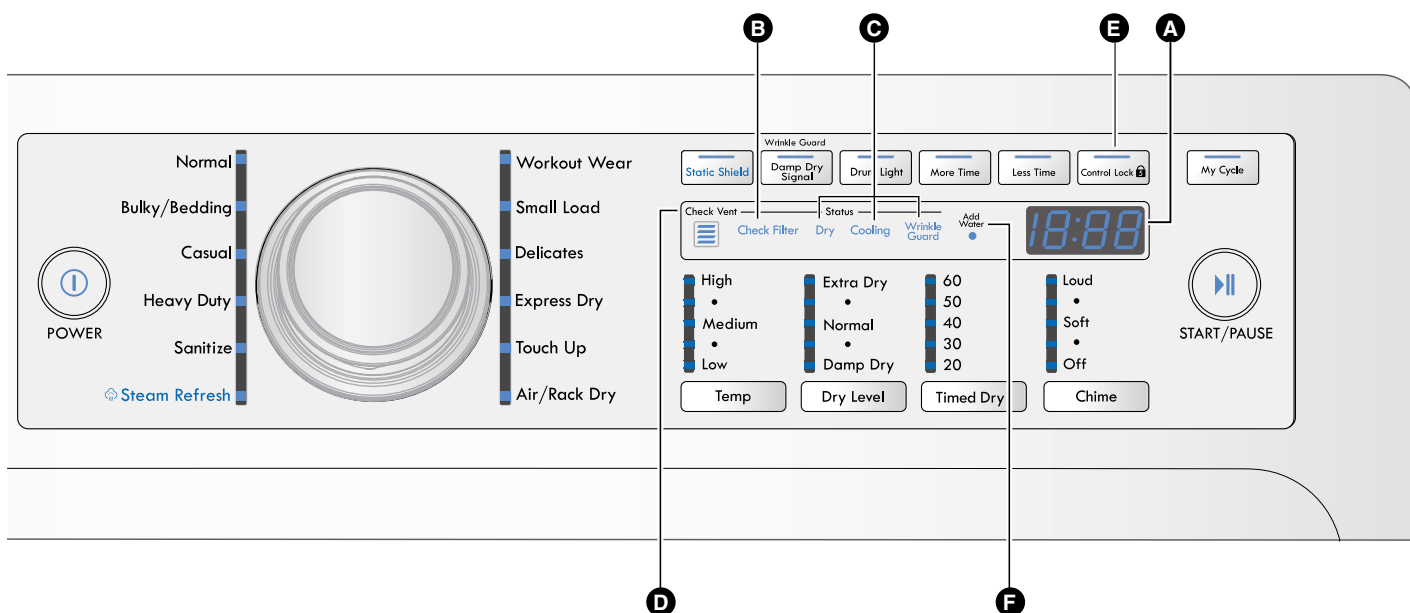 B
C
E
A
POWER
Normal
Bulky/Bedding
Casual
Heavy Duty
Sanitize
Steam Refresh
Workout Wear
Small Load
Delicates
Express Dry
Touch Up
Air/Rack Dry
Static Shield
Wrinkle Guard
Damp Dry
Signal
Light
More Time
Less Time
Control Lock
My Cycle
Check Vent
Status
Check Filter
Dry
Cooling
Wrinkle
Guard
Add
Water
18:88
High
Medium
Low
Temp
Extra Dry
Normal
Damp Dry
Dry Level
60
50
40
30
20
Timed Dry
Loud
Soft
Off
Chime
START/PAUSE
D
F